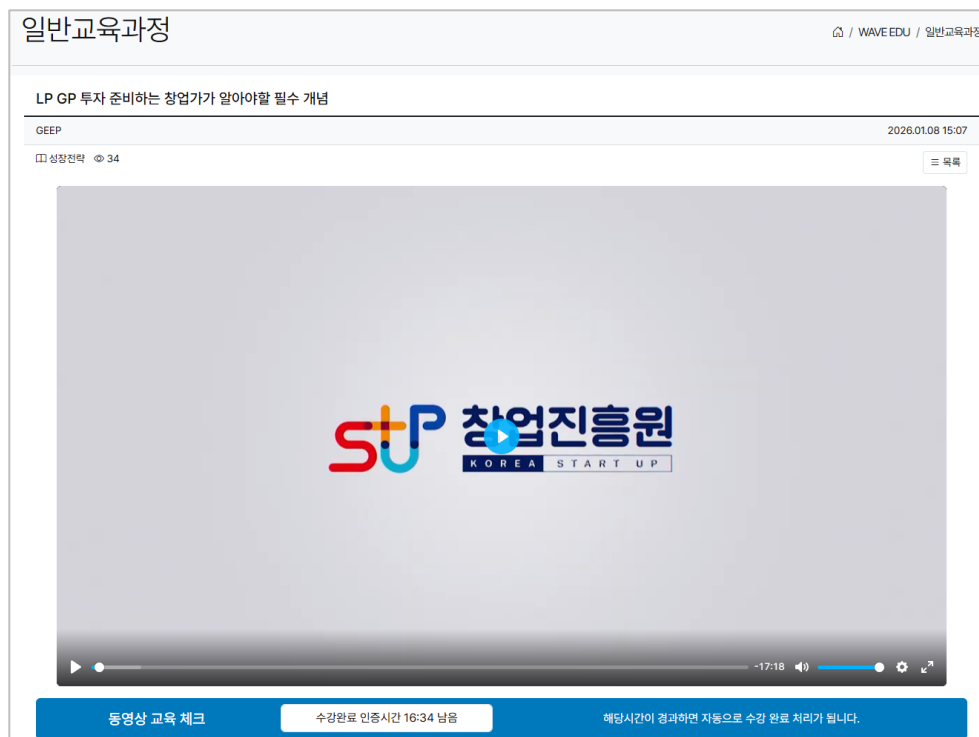 일반교육과정
/ WAVE EDU / 일반교육과정
LP GP 투자 준비하는 창업가가 알아야할 필수 개념
GEEP
2026.01.08 15:07
성장전략 34
목록
창업진흥원
KOREA START UP
-17:18
동영상 교육 체크
수강완료 인증시간 16:34 남음
해당시간이 경과하면 자동으로 수강 완료 처리가 됩니다.